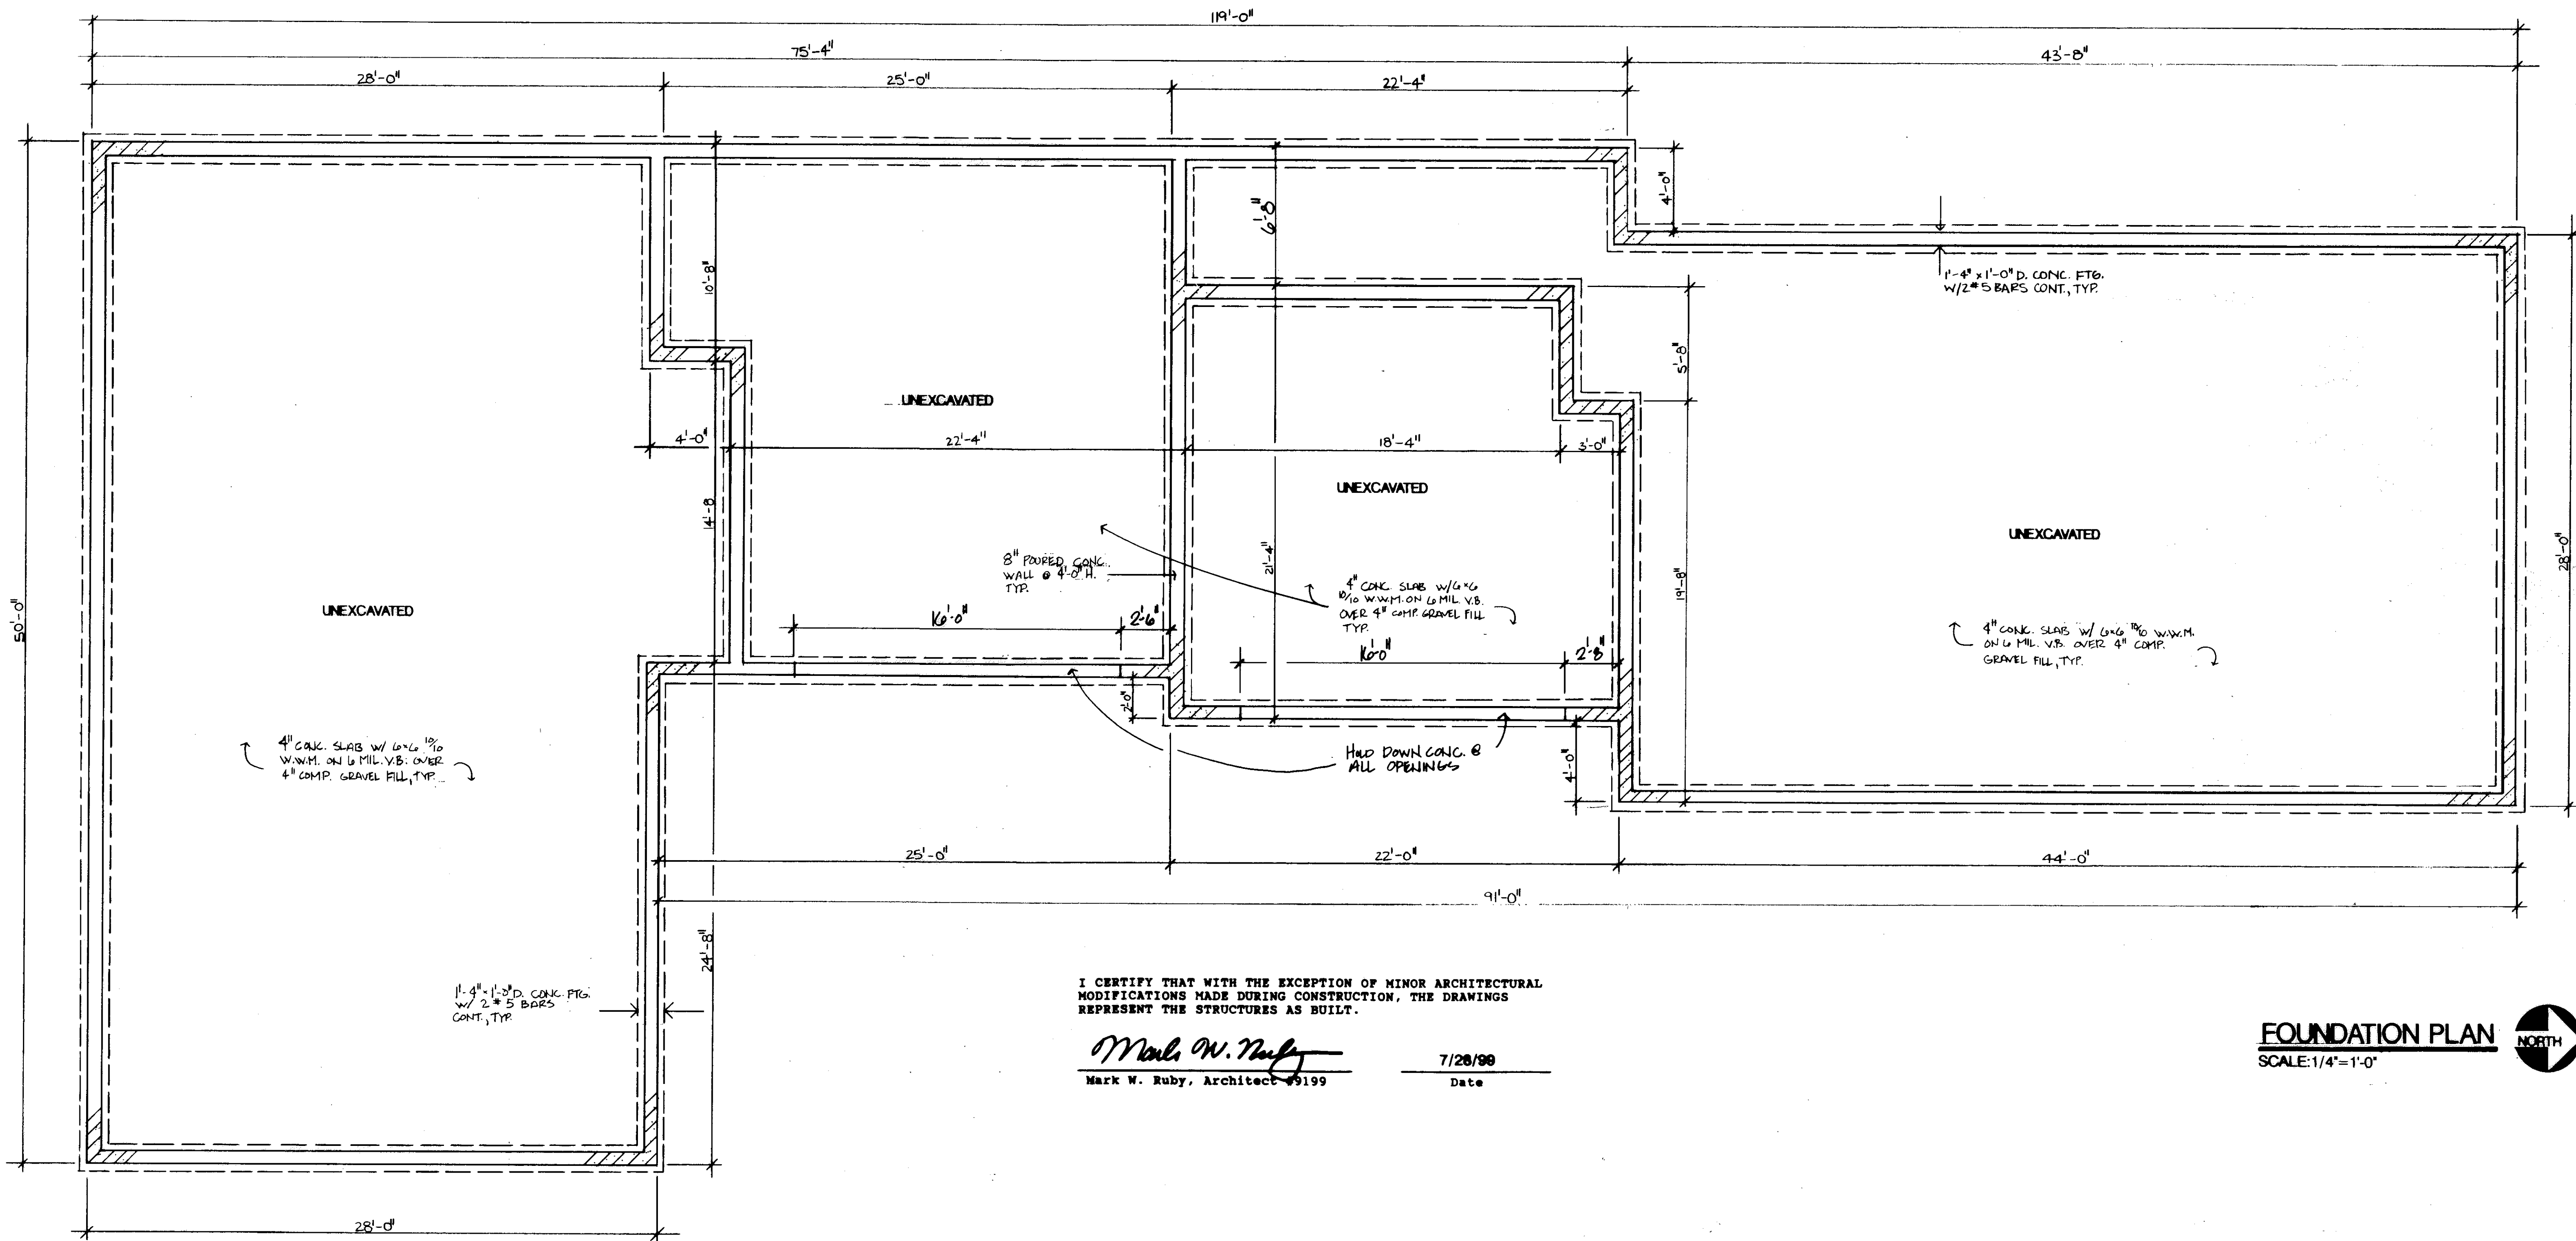 119'-0"
75'-4"
43'-8"
28'-0"
25'-0"
22'-4"
4'-0"
6'-8"
10'-8"
1'-4" x 1'-0" D. CONC. FTG.
W/2 # 5 BARS CONT., TYP.
5'-8"
UNEXCAVATED
4'-0"
22'-4"
18'-4"
3'-0"
UNEXCAVATED
14'-8
UNEXCAVATED
8" POURED CONC.
WALL @ 4'-0" H.
TYP.
21'-4"
4" CONC. SLAB W/6x6
10/10 W.W.M. ON 6 MIL. V.B.
OVER 4" COMP. GRAVEL FILL
TYP.
19'-8"
28'-0"
50'-0"
UNEXCAVATED
16'-0"
2'-6"
16'-0"
2'-8"
4" CONC. SLAB W/ 6x6 10/10 W.W.M.
ON 6 MIL. V.B. OVER 4" COMP.
GRAVEL FILL, TYP.
2'-0"
4" CONC. SLAB W/ 6x6 10/10
W.W.M. ON 6 MIL. V.B. OVER
4" COMP. GRAVEL FILL, TYP.
HOLD DOWN CONC. @
ALL OPENINGS
4'-0"
25'-0"
22'-0"
44'-0"
91'-0"
24'-8"
1'-4" x 1'-0" D. CONC. FTG.
W/ 2 # 5 BARS
CONT., TYP.
I CERTIFY THAT WITH THE EXCEPTION OF MINOR ARCHITECTURAL
MODIFICATIONS MADE DURING CONSTRUCTION, THE DRAWINGS
REPRESENT THE STRUCTURES AS BUILT.
Mark W. Ruby
7/28/99
Mark W. Ruby, Architect #9199
Date
FOUNDATION PLAN
NORTH
SCALE:1/4"=1'-0"
28'-0"